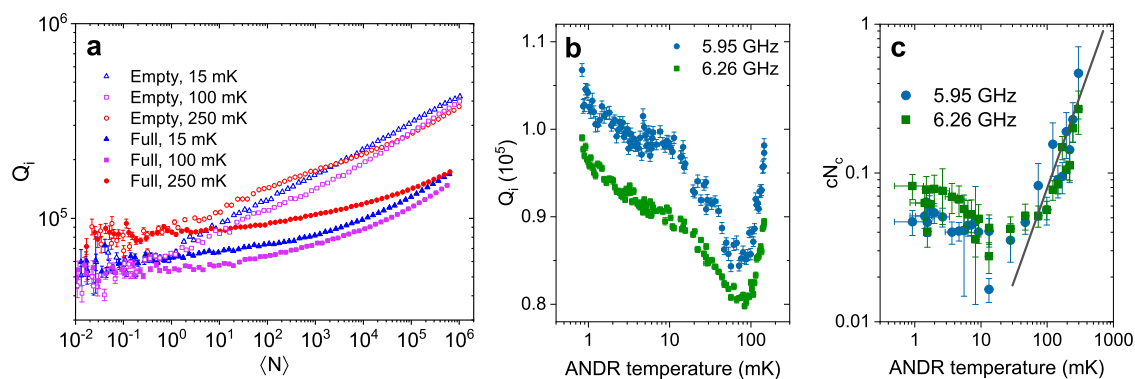 a
Empty, 15 mK
Empty, 100 mK
Empty, 250 mK
Full, 15 mK
Full, 100 mK
Full, 250 mK
10^6
10^5
Q_i
10^-2 10^-1 10^0 10^1 10^2 10^3 10^4 10^5 10^6
⟨N⟩
b
5.95 GHz
6.26 GHz
1.1
1.0
0.9
0.8
Q_i (10^5)
1 10 100
ANDR temperature (mK)
c
5.95 GHz
6.26 GHz
1
0.1
0.01
cN_c
1 10 100 1000
ANDR temperature (mK)